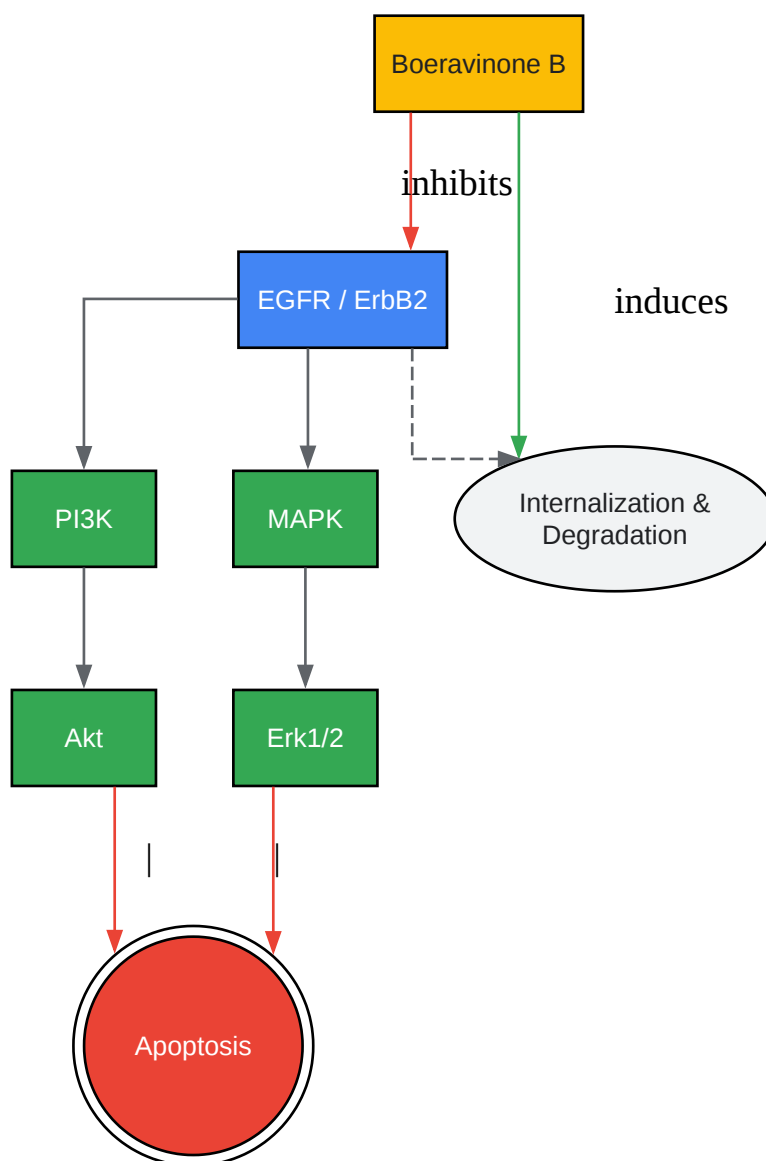 Boeravinone B
inhibits
EGFR / ErbB2
induces
PI3K
MAPK
Internalization &
Degradation
Akt
Erk1/2
|
|
Apoptosis